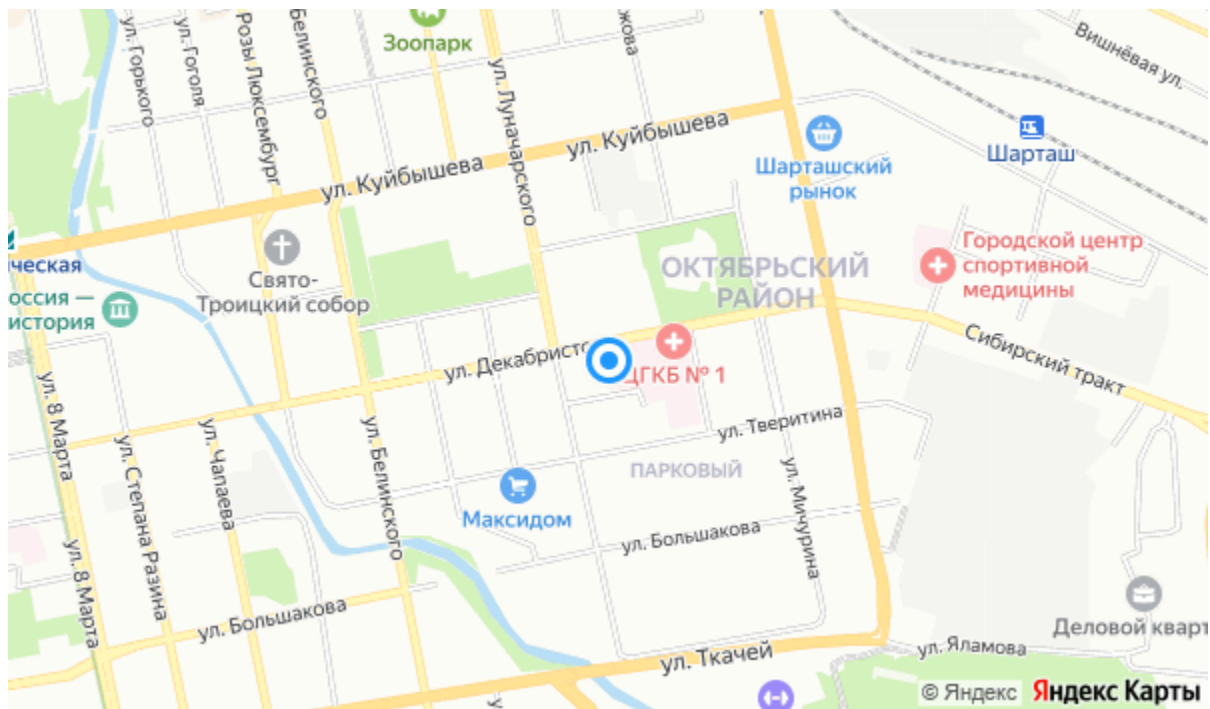 Зоопарк
ул. Горького
ул. Гоголя
Розы Люксембург
Белинского
ул. Луначарского
Вишнёвая ул.
ул. Куйбышева
ул. Куйбышева
Шарташский
рынок
Шарташ
Городской центр
спортивной
медицины
ОКТЯБРЬСКИЙ
РАЙОН
Свято-
Троицкий собор
ческая
оссия —
история
ул. Декабристо
ЦГКБ № 1
Сибирский тракт
ул. 8 Марта
ул. Степана Разина
ул. Чапаева
ул. Белинского
ул. Тверитина
ПАРКОВЫЙ
ул. Мичурина
Максидом
ул. Большакова
ул. 8 Марта
ул. Большакова
ул. Ткачей
ул. Яламова
Деловой кварт
© Яндекс Яндекс Карты